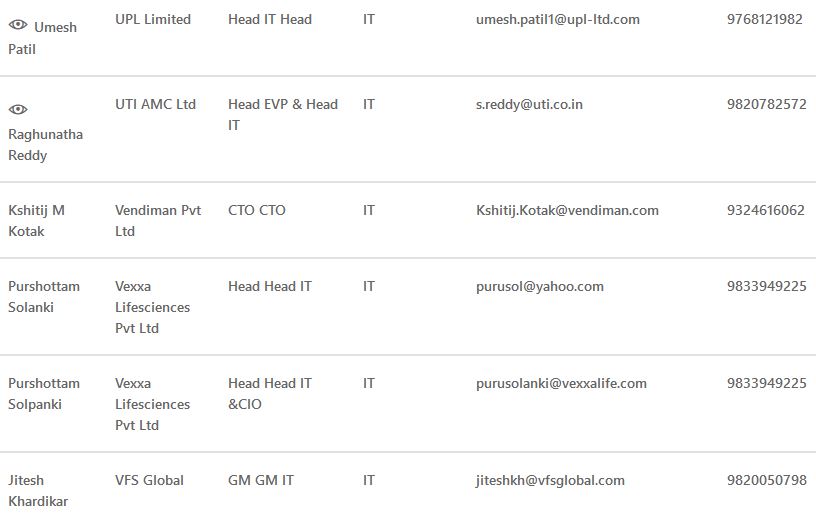 Umesh Patil UPL Limited Head IT Head IT umesh.patil1@upl-ltd.com 9768121982
Raghunatha Reddy UTI AMC Ltd Head EVP & Head IT IT s.reddy@uti.co.in 9820782572
Kshitij M Kotak Vendiman Pvt Ltd CTO CTO IT Kshitij.Kotak@vendiman.com 9324616062
Purshottam Solanki Vexxa Lifesciences Pvt Ltd Head Head IT IT purusol@yahoo.com 9833949225
Purshottam Solpanki Vexxa Lifesciences Pvt Ltd Head Head IT &CIO IT purusolanki@vexxalife.com 9833949225
Jitesh Khardikar VFS Global GM GM IT IT jiteshkh@vfsglobal.com 9820050798